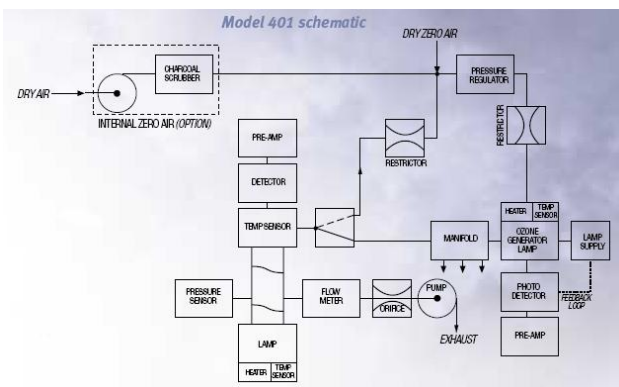 Model 401 schematic
DRY ZERO AIR
CHARCOAL
SCRUBBER
PRESSURE
REGULATOR
DRY AIR
INTERNAL ZERO AIR (OPTION)
RESTRICTOR
PRE-AMP
RESTRICTOR
DETECTOR
HEATER
TEMP
SENSOR
TEMP SENSOR
MANIFOLD
OZONE
GENERATOR
LAMP
LAMP
SUPPLY
PRESSURE
SENSOR
FLOW
METER
ORIFICE
PUMP
PHOTO
DETECTOR
FEEDBACK
LOOP
EXHAUST
LAMP
PRE-AMP
HEATER
TEMP
SENSOR